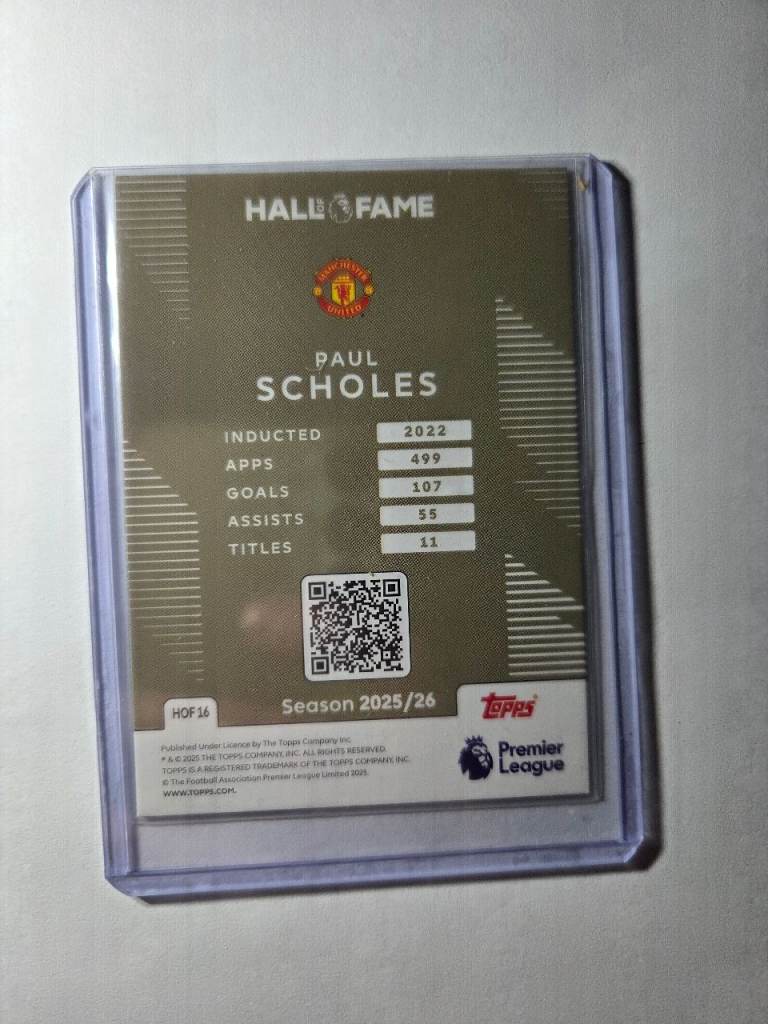 HALL OF FAME
MANCHESTER
UNITED
PAUL
SCHOLES
INDUCTED 2022
APPS 499
GOALS 107
ASSISTS 55
TITLES 11
Season 2025/26
HOF 16
topps
Published Under Licence by The Topps Company Inc.
® & © 2025 THE TOPPS COMPANY, INC. ALL RIGHTS RESERVED.
TOPPS IS A REGISTERED TRADEMARK OF THE TOPPS COMPANY, INC.
© The Football Association Premier League Limited 2025.
WWW.TOPPS.COM.
Premier
League